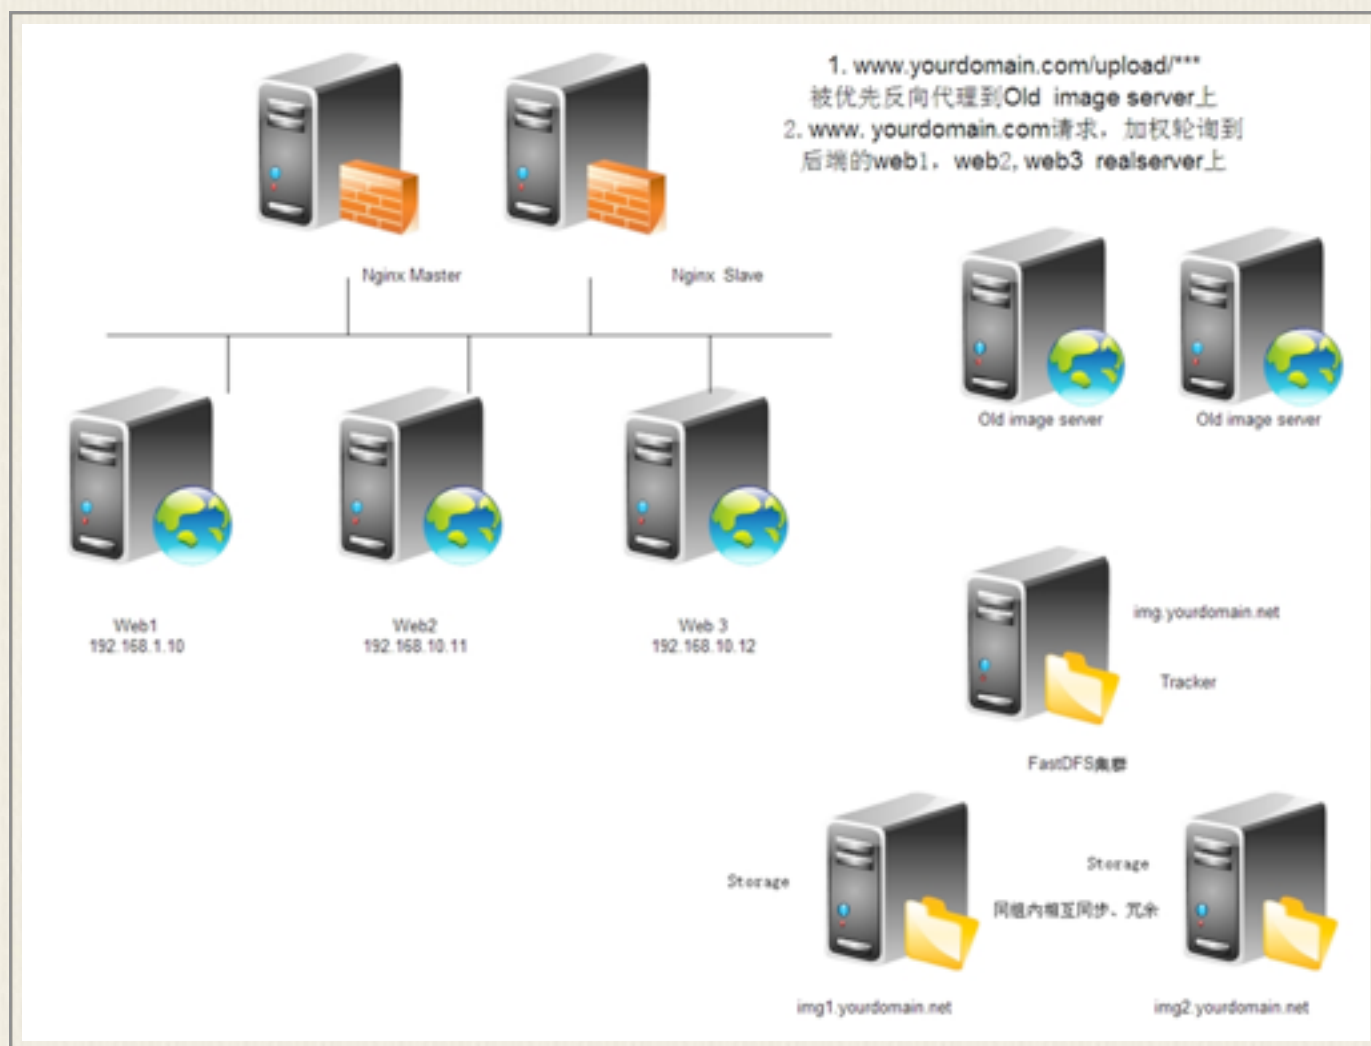 1. www.yourdomain.com/upload/***
被优先反向代理到Old image server上
2. www. yourdomain.com请求，加权轮询到
后端的web1，web2, web3 realserver上
Nginx Master
Nginx Slave
Old image server
Old image server
Web1
192.168.1.10
Web2
192.168.10.11
Web 3
192.168.10.12
img.yourdomain.net
Tracker
FastDFS集群
Storage
Storage
同组内相互同步、冗余
img1.yourdomain.net
img2.yourdomain.net